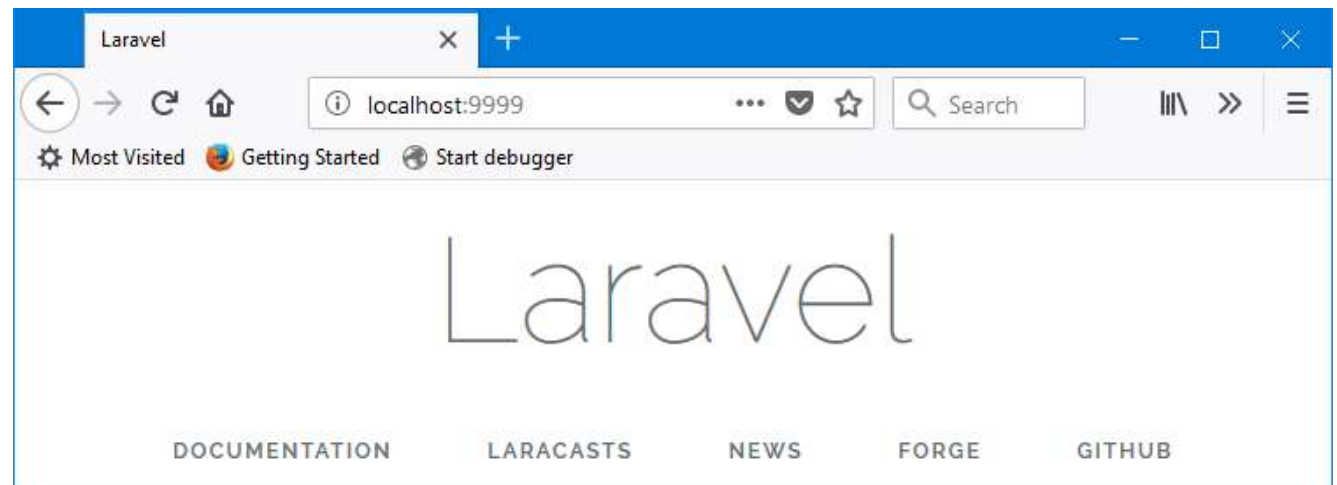 Laravel
localhost:9999 Search
Most Visited Getting Started Start debugger
Laravel
DOCUMENTATION LARACASTS NEWS FORGE GITHUB